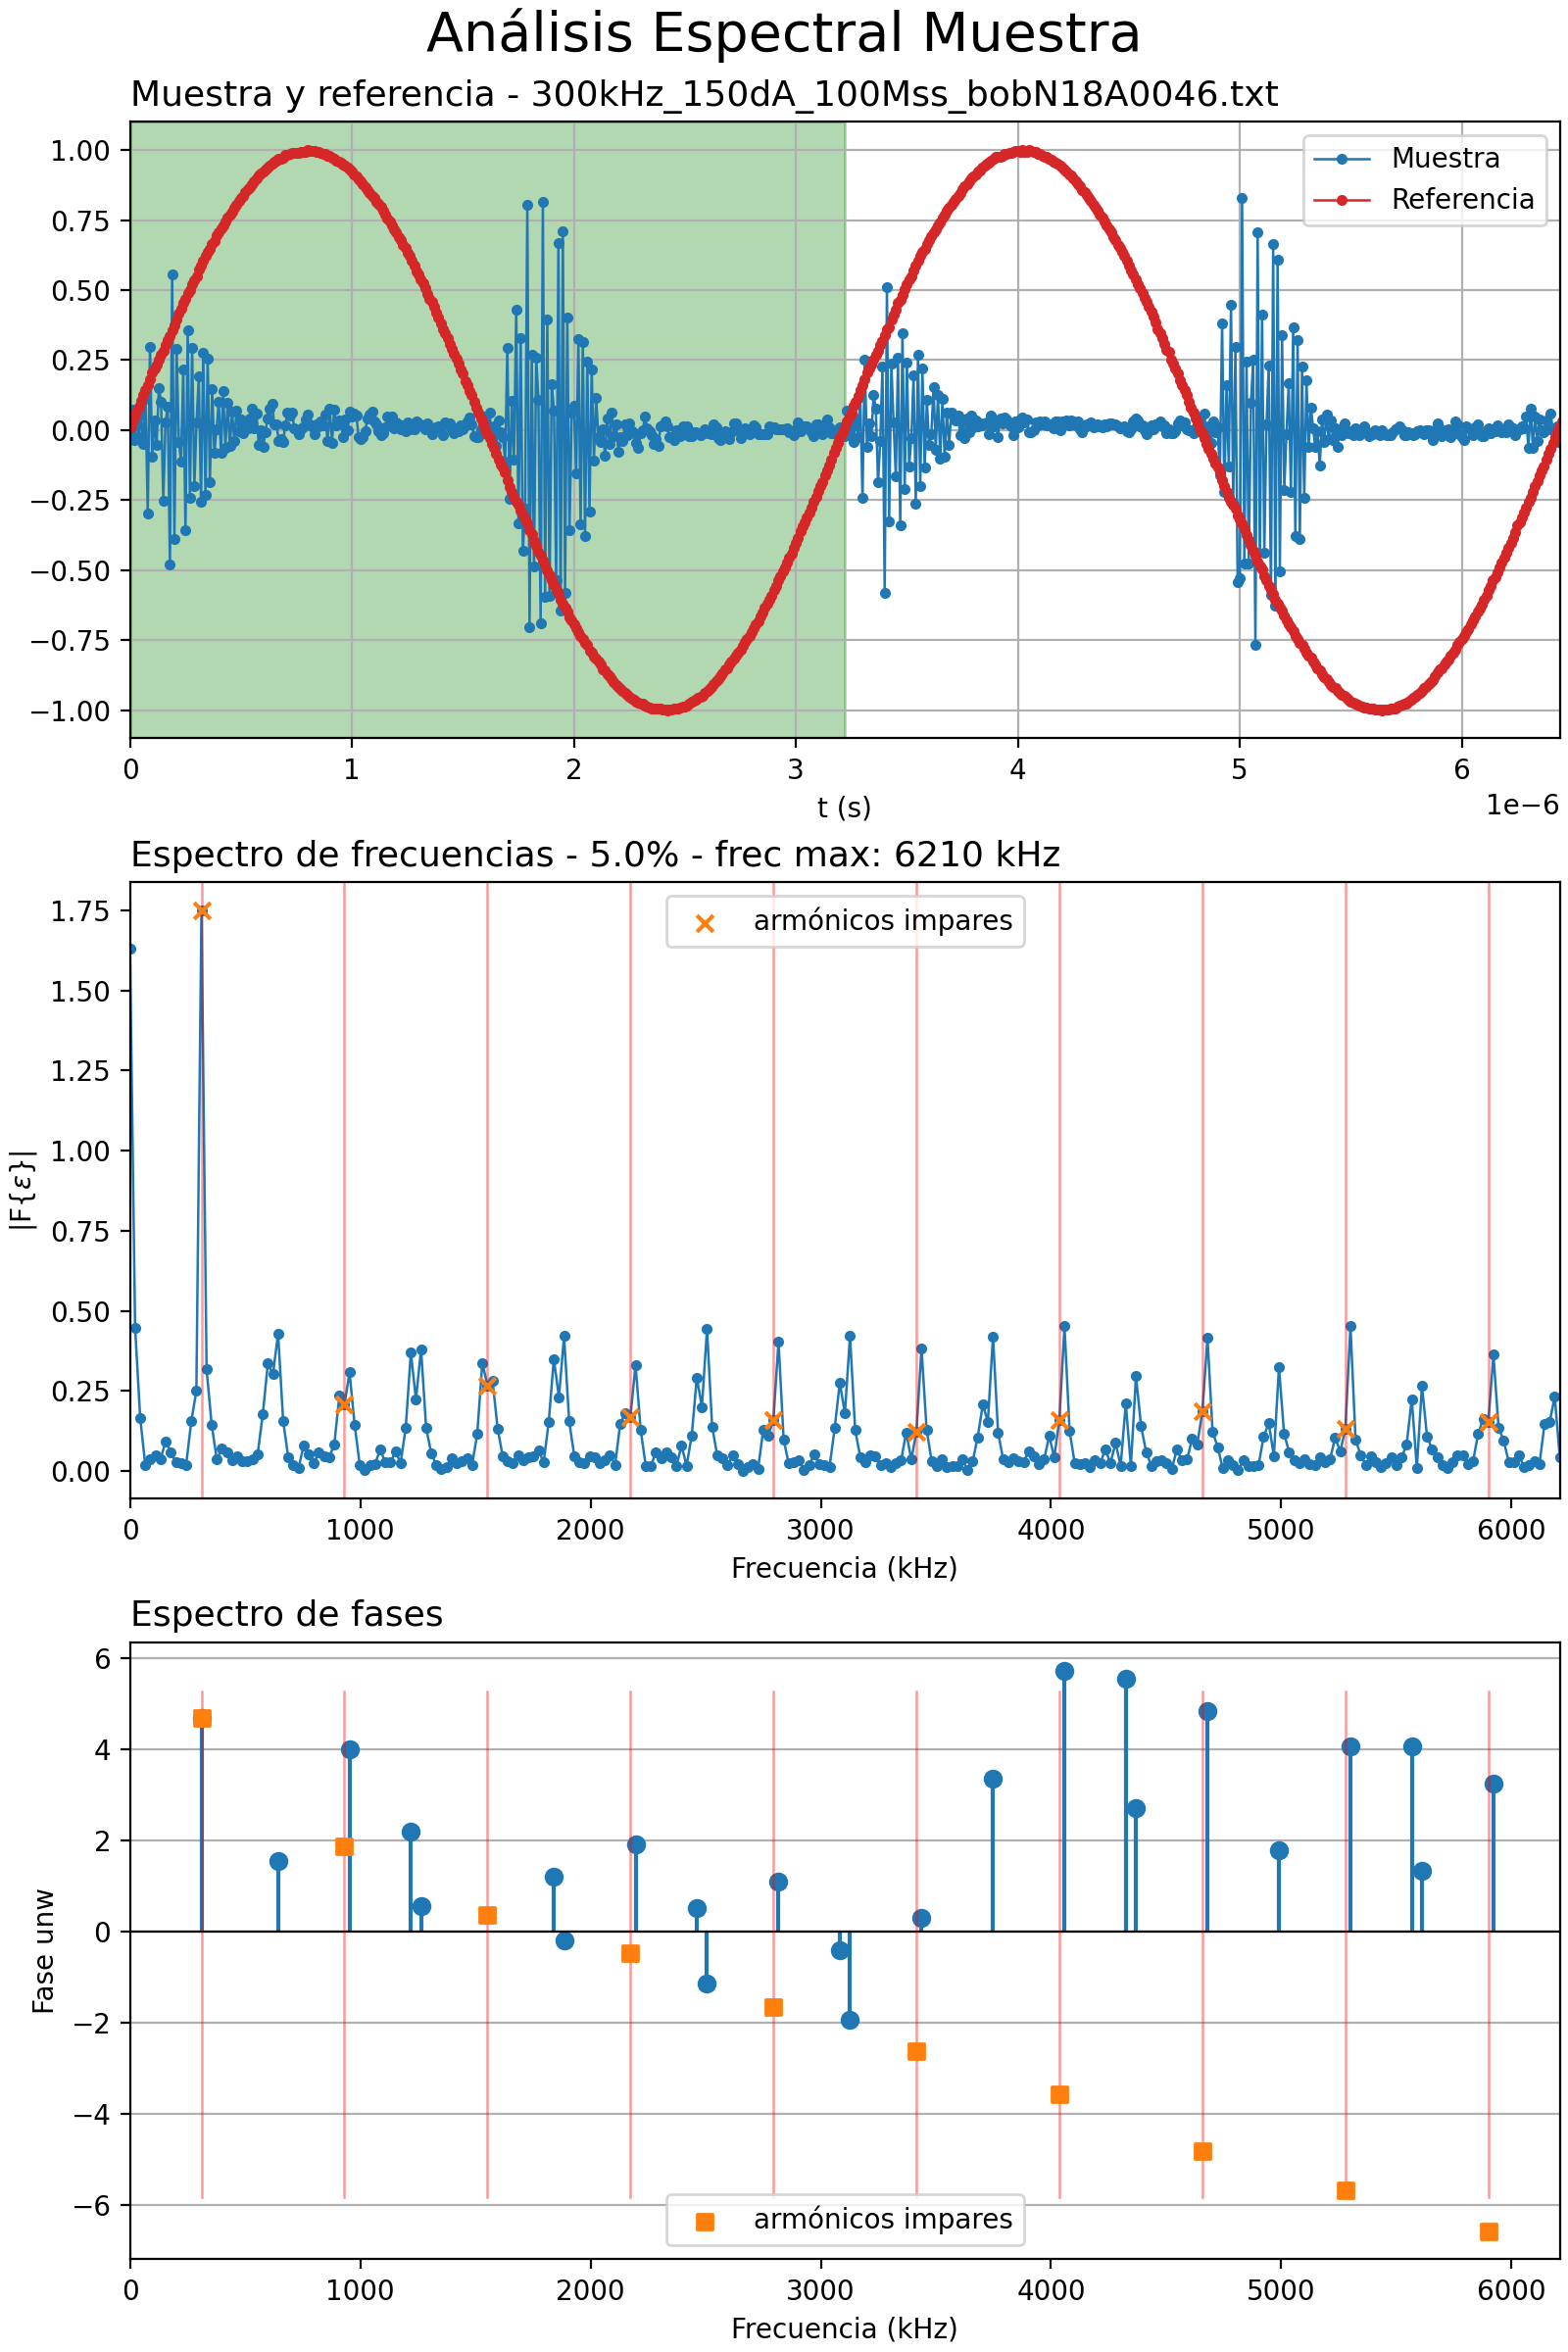 Análisis Espectral Muestra
Muestra y referencia - 300kHz_150dA_100Mss_bobN18A0046.txt
1.00
0.75
0.50
0.25
0.00
−0.25
−0.50
−0.75
−1.00
Muestra
Referencia
0 1 2 3 4 5 6
t (s)
1e−6
Espectro de frecuencias - 5.0% - frec max: 6210 kHz
armónicos impares
1.75
1.50
1.25
1.00
0.75
0.50
0.25
0.00
|F{ε}|
0 1000 2000 3000 4000 5000 6000
Frecuencia (kHz)
Espectro de fases
6
4
2
0
−2
−4
−6
Fase unw
armónicos impares
0 1000 2000 3000 4000 5000 6000
Frecuencia (kHz)